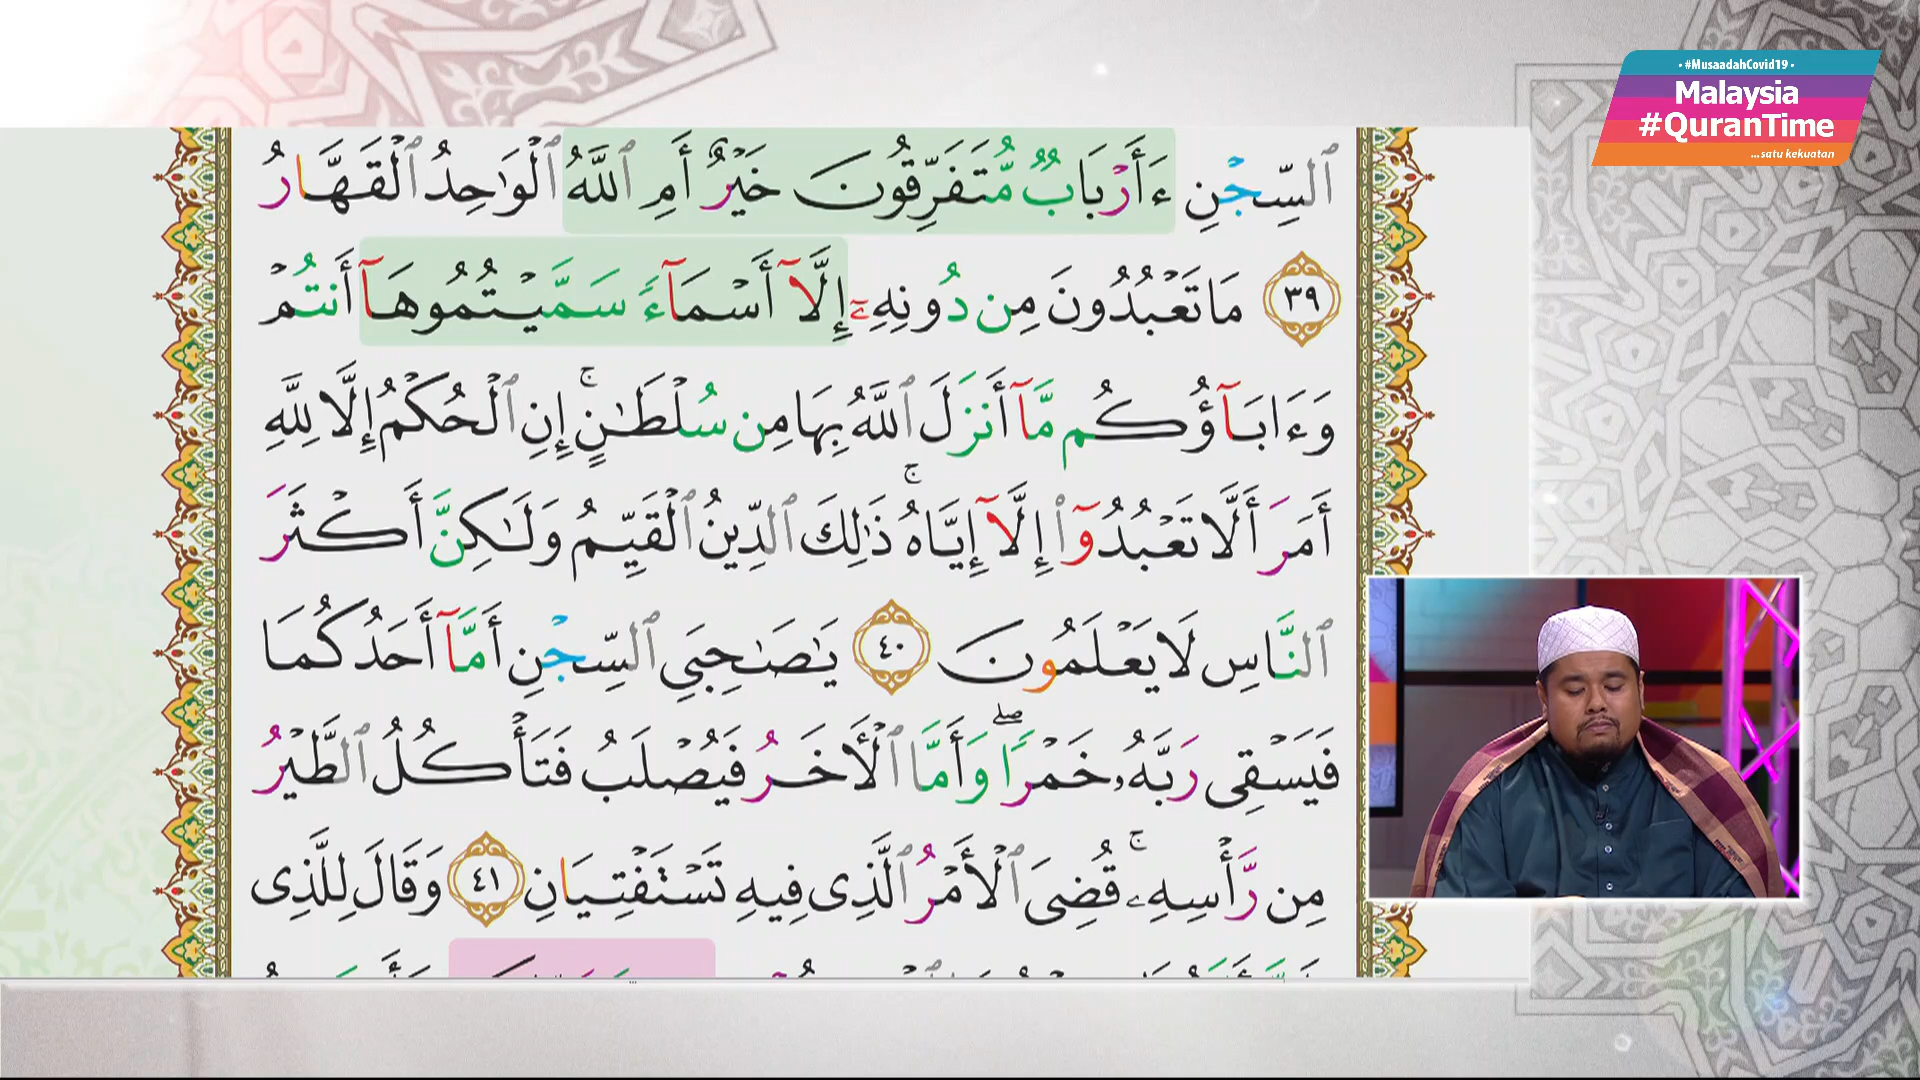 • #MusaadahCovid19 •
Malaysia
#QuranTime
...satu kekuatan
ٱلسِّجْنِ ءَأَرْبَابٌ مُّتَفَرِّقُونَ خَيْرٌ أَمِ ٱللَّهُ ٱلْوَٰحِدُ ٱلْقَهَّارُ
٣٩ مَا تَعْبُدُونَ مِن دُونِهِۦٓ إِلَّآ أَسْمَآءً سَمَّيْتُمُوهَآ أَنتُمْ
وَءَابَآؤُكُم مَّآ أَنزَلَ ٱللَّهُ بِهَا مِن سُلْطَٰنٍ ۚ إِنِ ٱلْحُكْمُ إِلَّا لِلَّهِ
أَمَرَ أَلَّا تَعْبُدُوٓا۟ إِلَّآ إِيَّاهُ ۚ ذَٰلِكَ ٱلدِّينُ ٱلْقَيِّمُ وَلَٰكِنَّ أَكْثَرَ
ٱلنَّاسِ لَا يَعْلَمُونَ ٤٠ يَٰصَٰحِبَىِ ٱلسِّجْنِ أَمَّآ أَحَدُكُمَا
فَيَسْقِى رَبَّهُۥ خَمْرًا ۖ وَأَمَّا ٱلْأَخَرُ فَيُصْلَبُ فَتَأْكُلُ ٱلطَّيْرُ
مِن رَّأْسِهِۦ ۚ قُضِىَ ٱلْأَمْرُ ٱلَّذِى فِيهِ تَسْتَفْتِيَانِ ٤١ وَقَالَ لِلَّذِى